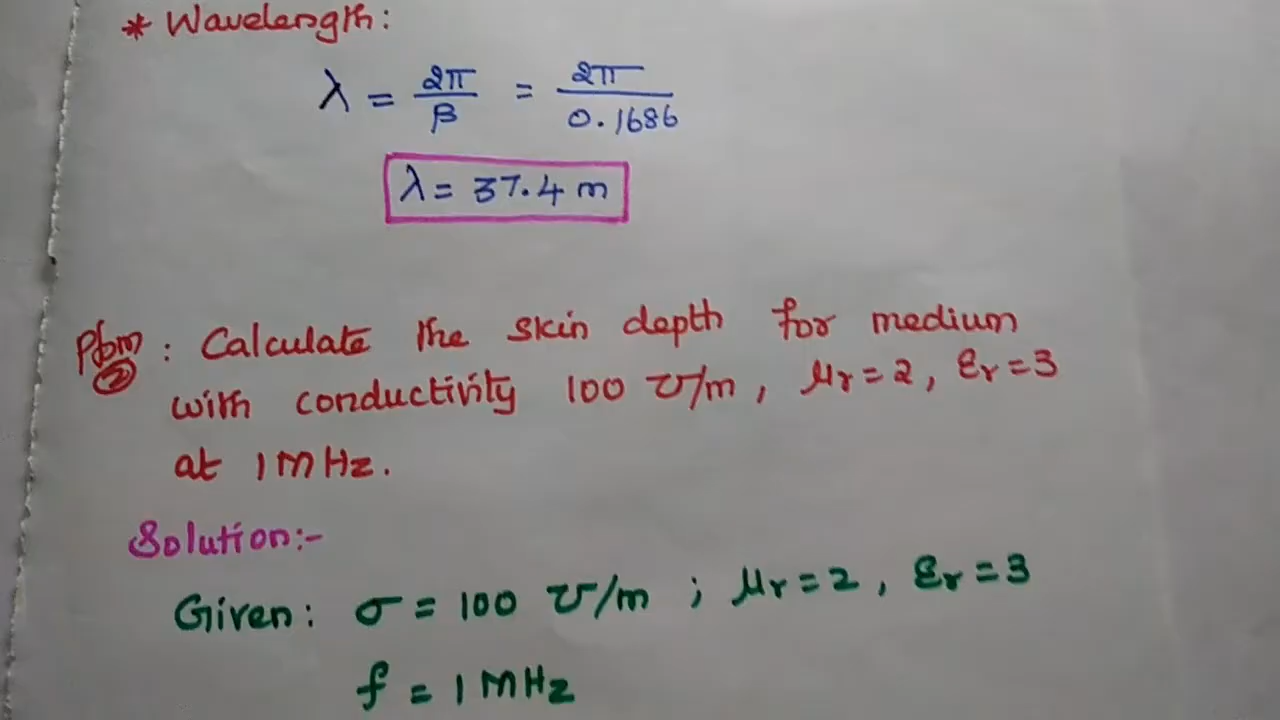 * Wavelength:
λ = 2π/β = 2π/0.1686
λ = 37.4 m
Pbm ② : Calculate the skin depth for medium
with conductivity 100 ℧/m, μr = 2, εr = 3
at 1 MHz.
Solution:-
Given: σ = 100 ℧/m ; μr = 2, εr = 3
f = 1 MHz